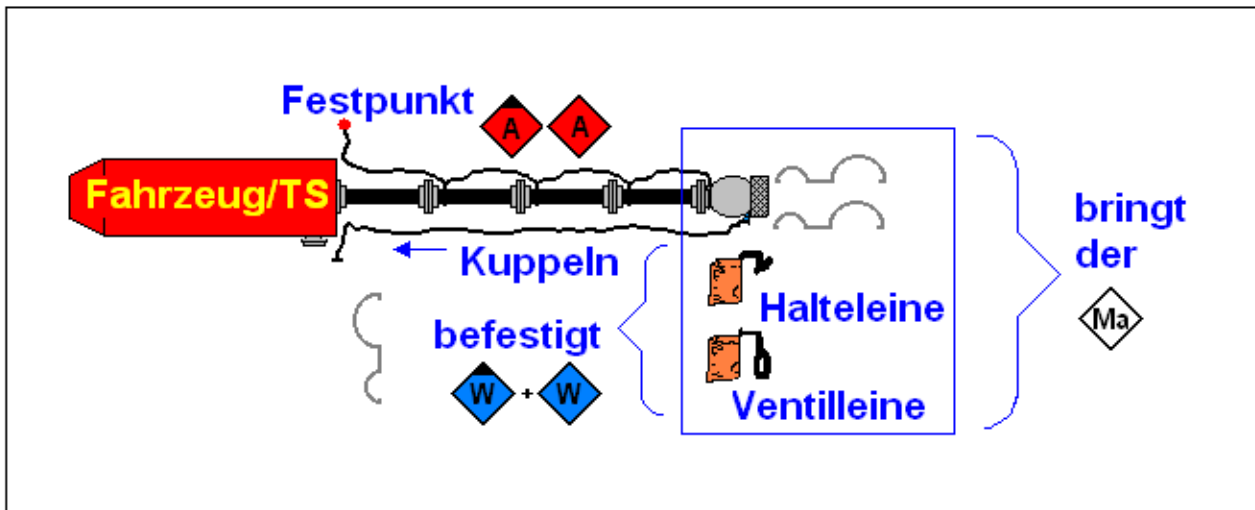 Festpunkt
A A
Fahrzeug/TS
Kuppeln
befestigt
W + W
Halteleine
Ventilleine
bringt
der
Ma